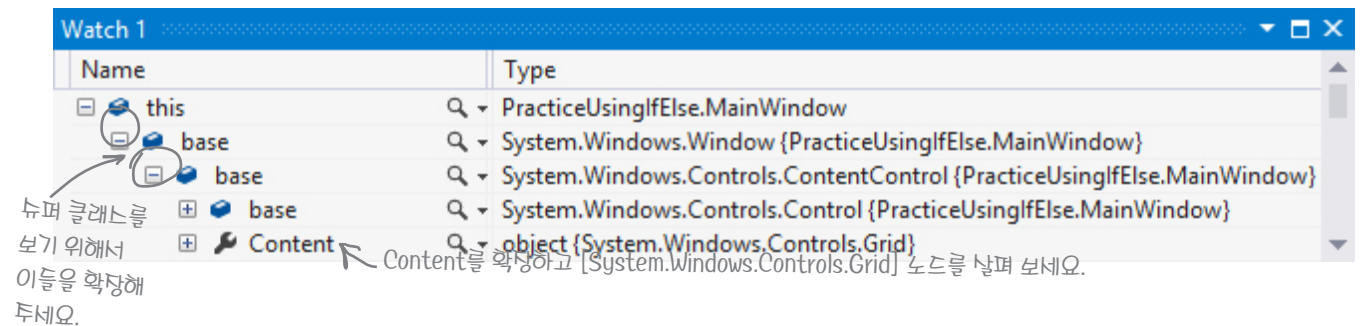 Watch 1
Name Type
this PracticeUsingIfElse.MainWindow
base System.Windows.Window {PracticeUsingIfElse.MainWindow}
base System.Windows.Controls.ContentControl {PracticeUsingIfElse.MainWindow}
base System.Windows.Controls.Control {PracticeUsingIfElse.MainWindow}
Content object {System.Windows.Controls.Grid}
슈퍼 클래스를
보기 위해서
이들을 확장해
주세요.
Content를 확장하고 [System.Windows.Controls.Grid] 노드를 살펴 보세요.